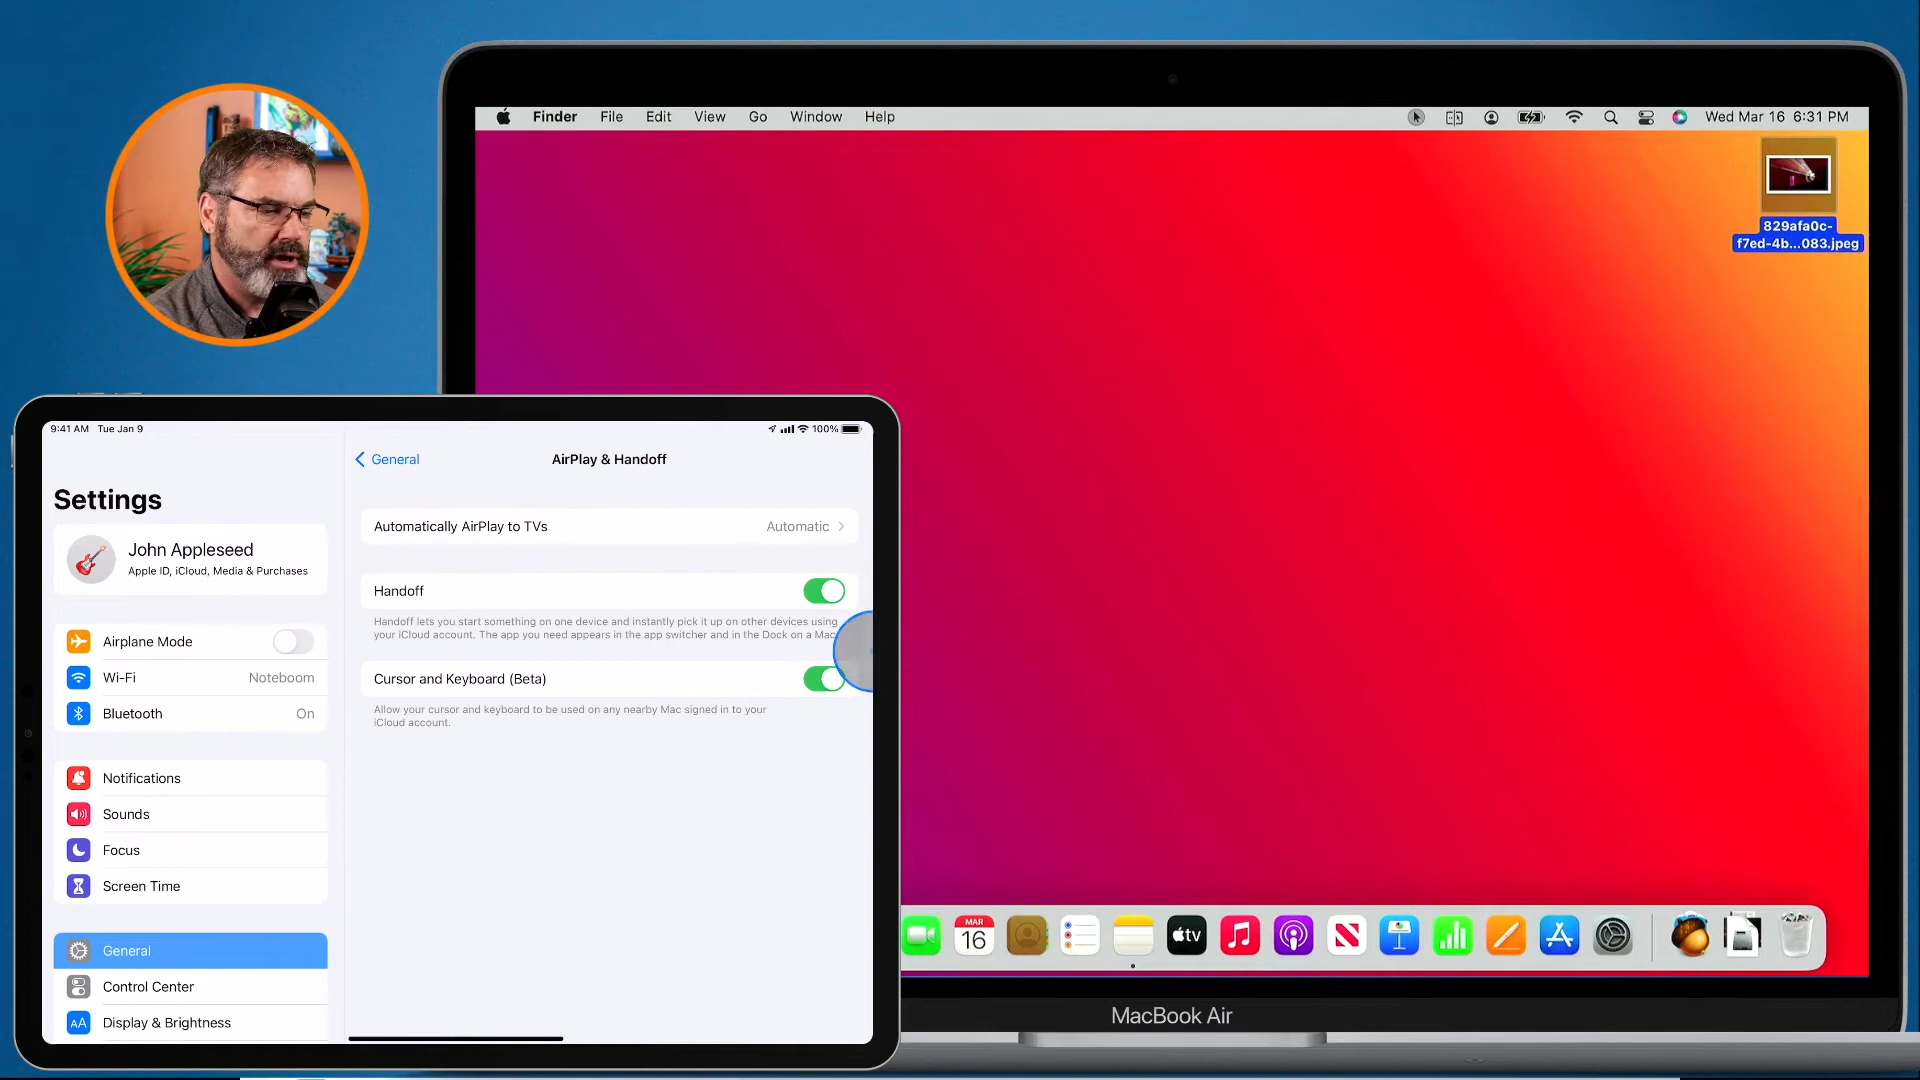 Finder File Edit View Go Window Help
Wed Mar 16 6:31 PM
829afa0c-
f7ed-4b...083.jpeg
9:41 AM Tue Jan 9
100%
General
AirPlay & Handoff
Settings
John Appleseed
Apple ID, iCloud, Media & Purchases
Airplane Mode
Wi-Fi Noteboom
Bluetooth On
Notifications
Sounds
Focus
Screen Time
General
Control Center
AA Display & Brightness
Automatically AirPlay to TVs Automatic
Handoff
Handoff lets you start something on one device and instantly pick it up on other devices using
your iCloud account. The app you need appears in the app switcher and in the Dock on a Mac.
Cursor and Keyboard (Beta)
Allow your cursor and keyboard to be used on any nearby Mac signed in to your
iCloud account.
MAR
16
tv
MacBook Air